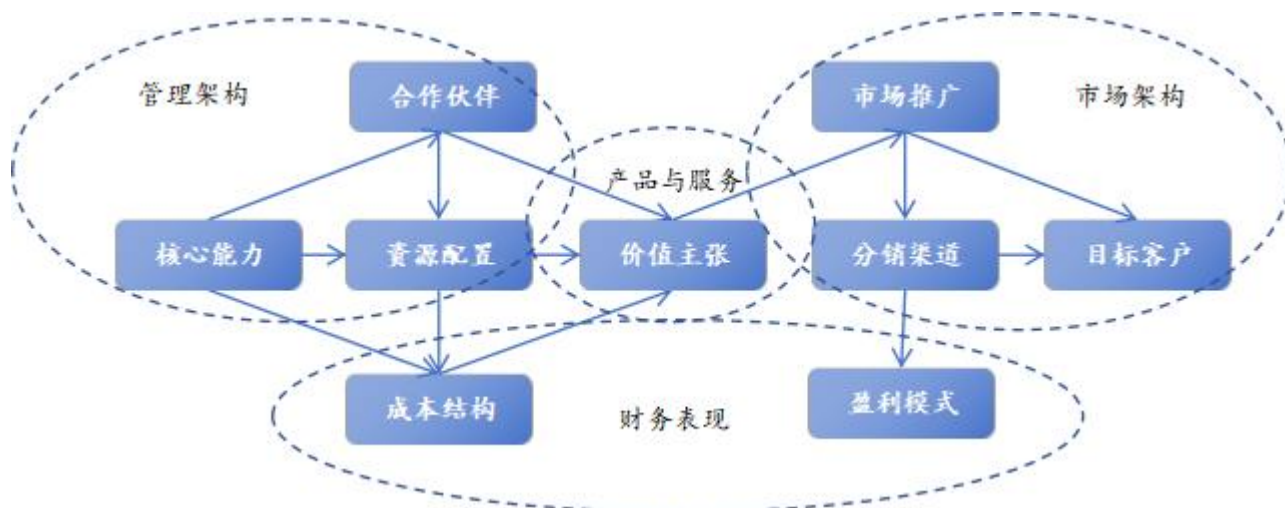 管理架构
合作伙伴
市场推广
市场架构
产品与服务
核心能力
资源配置
价值主张
分销渠道
目标客户
成本结构
财务表现
盈利模式